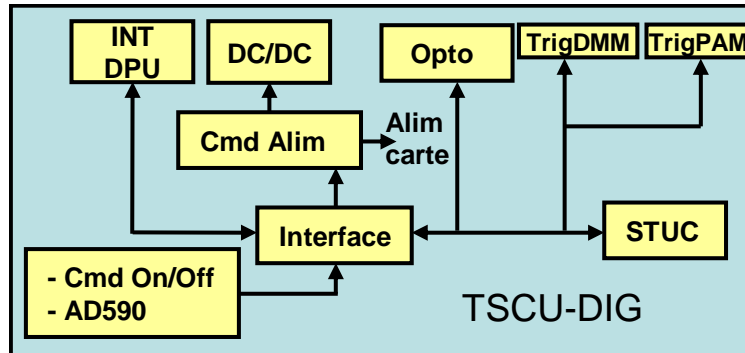 INT
DPU
DC/DC
Opto
TrigDMM
TrigPAM
Cmd Alim
Alim
carte
Interface
STUC
- Cmd On/Off
- AD590
TSCU-DIG